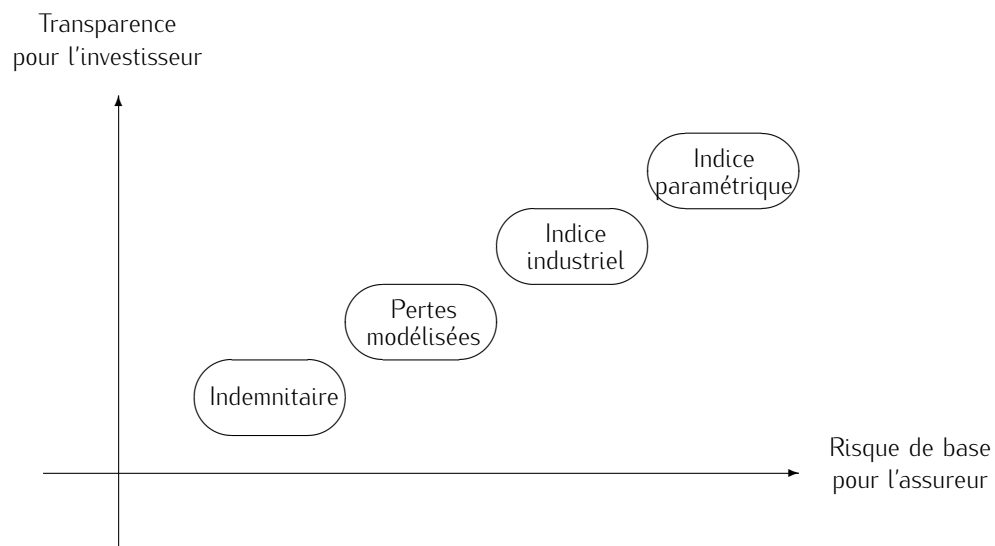 Transparence
pour l'investisseur
Indice
paramétrique
Indice
industriel
Pertes
modélisées
Indemnitaire
Risque de base
pour l'assureur